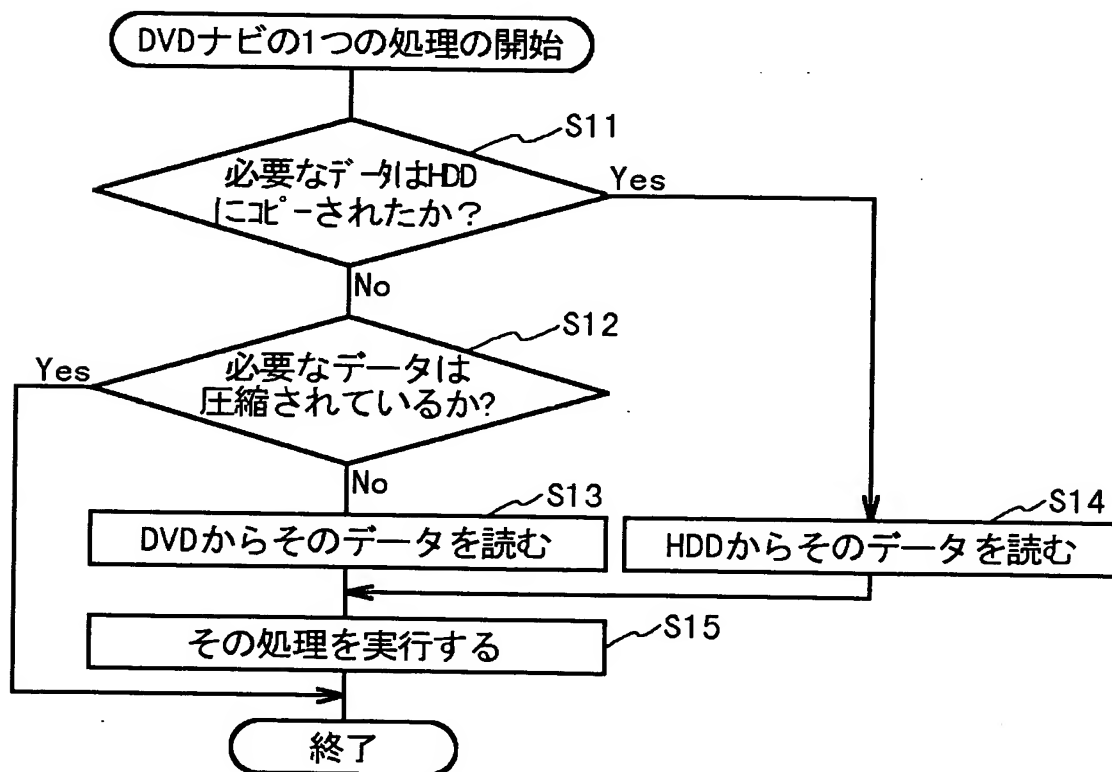 DVDナビの1つの処理の開始
S11
必要なデータはHDD
にコピーされたか？
Yes
No
S12
必要なデータは
圧縮されているか?
Yes
No
S13
DVDからそのデータを読む
S14
HDDからそのデータを読む
S15
その処理を実行する
終了